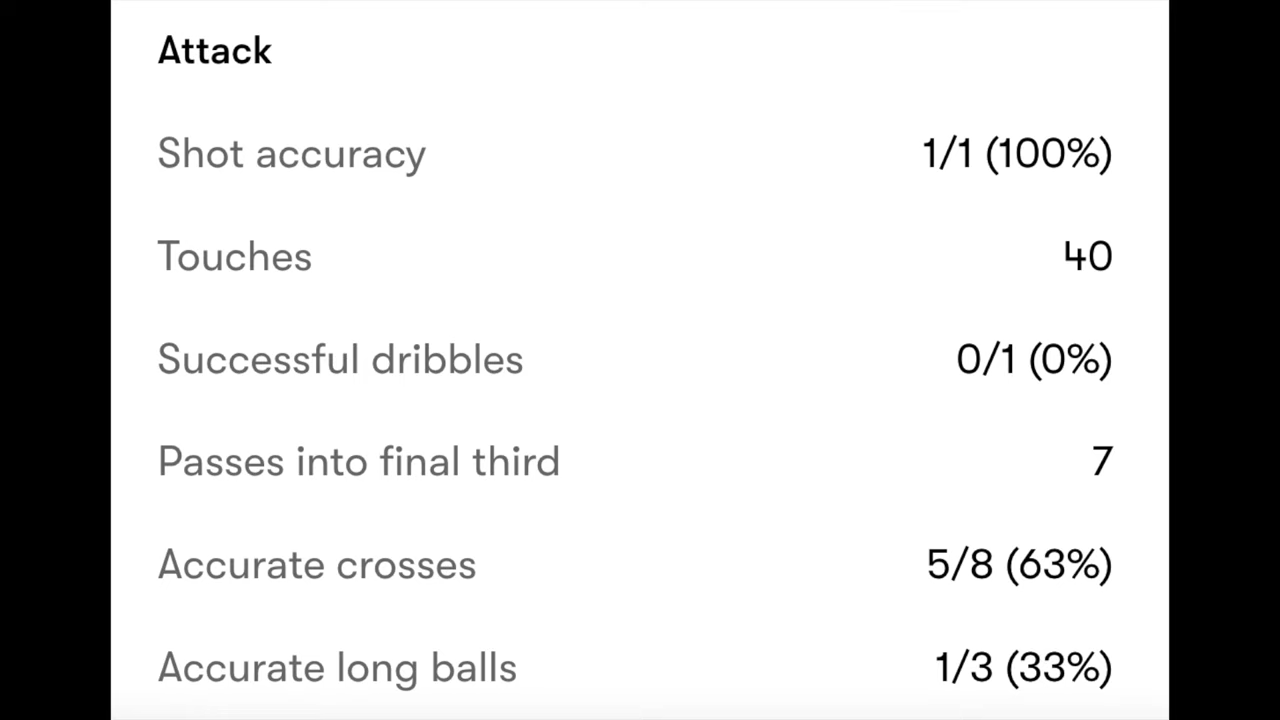 Attack
Shot accuracy 1/1 (100%)
Touches 40
Successful dribbles 0/1 (0%)
Passes into final third 7
Accurate crosses 5/8 (63%)
Accurate long balls 1/3 (33%)